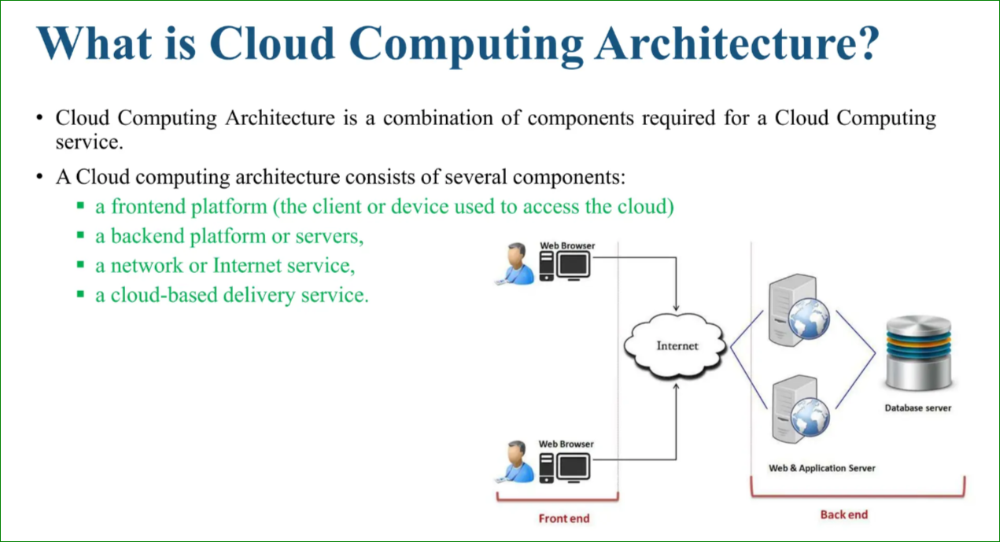 What is Cloud Computing Architecture?
• Cloud Computing Architecture is a combination of components required for a Cloud Computing
service.
• A Cloud computing architecture consists of several components:
▪ a frontend platform (the client or device used to access the cloud)
▪ a backend platform or servers,
▪ a network or Internet service,
▪ a cloud-based delivery service.
Web Browser
Internet
Database server
Web Browser
Web & Application Server
Front end
Back end